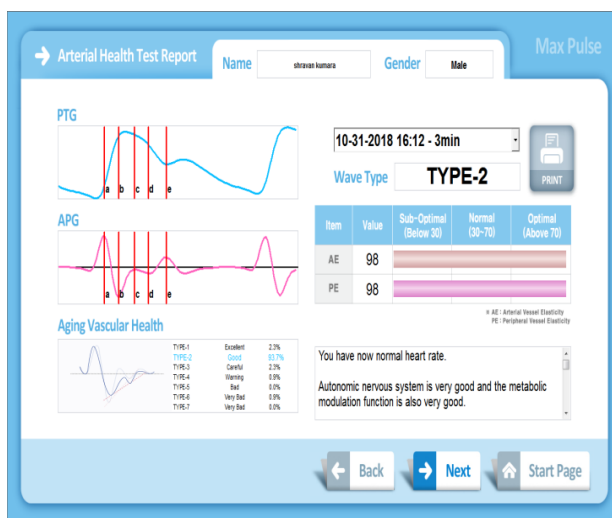 Arterial Health Test Report
Name shravan kumara Gender Male
Max Pulse
PTG
a b c d e
APG
a b c d e
Aging Vascular Health
TYPE-1 Excellent 2.3%
TYPE-2 Good 93.7%
TYPE-3 Careful 2.3%
TYPE-4 Warning 0.9%
TYPE-5 Bad 0.0%
TYPE-6 Very Bad 0.9%
TYPE-7 Very Bad 0.0%
10-31-2018 16:12 - 3min
PRINT
Wave Type TYPE-2
Item Value Sub-Optimal (Below 30) Normal (30~70) Optimal (Above 70)
AE 98
PE 98
※ AE : Arterial Vessel Elasticity
PE : Peripheral Vessel Elasticity
You have now normal heart rate.
Autonomic nervous system is very good and the metabolic
modulation function is also very good.
Back Next Start Page